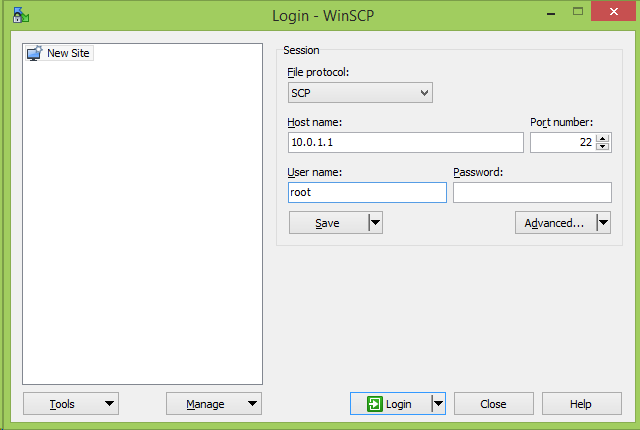 Login - WinSCP
New Site
Session
File protocol:
SCP
Host name:
Port number:
10.0.1.1
22
User name:
Password:
root
Save
Advanced...
Tools
Manage
Login
Close
Help